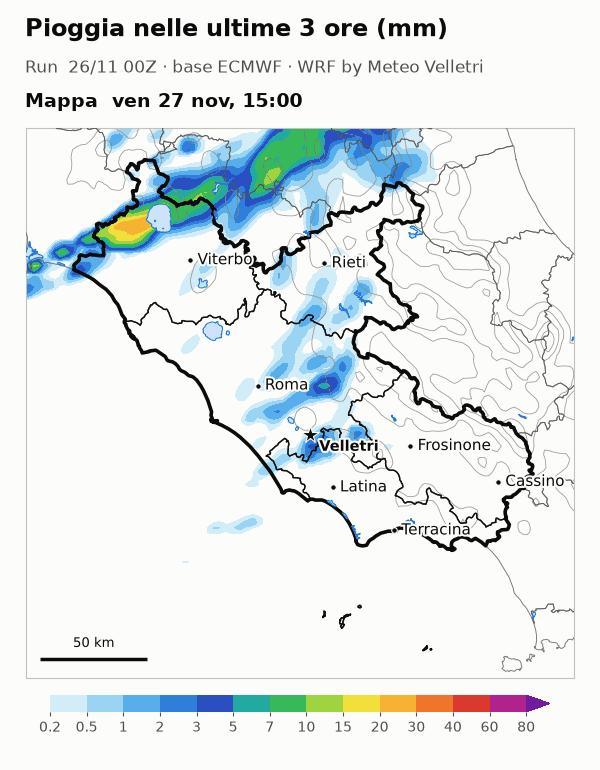 Pioggia nelle ultime 3 ore (mm)
Run  26/11 00Z · base ECMWF · WRF by Meteo Velletri
Mappa  ven 27 nov, 15:00
Viterbo
Rieti
Roma
Velletri
Frosinone
Latina
Cassino
Terracina
50 km
0.2 0.5 1 2 3 5 7 10 15 20 30 40 60 80